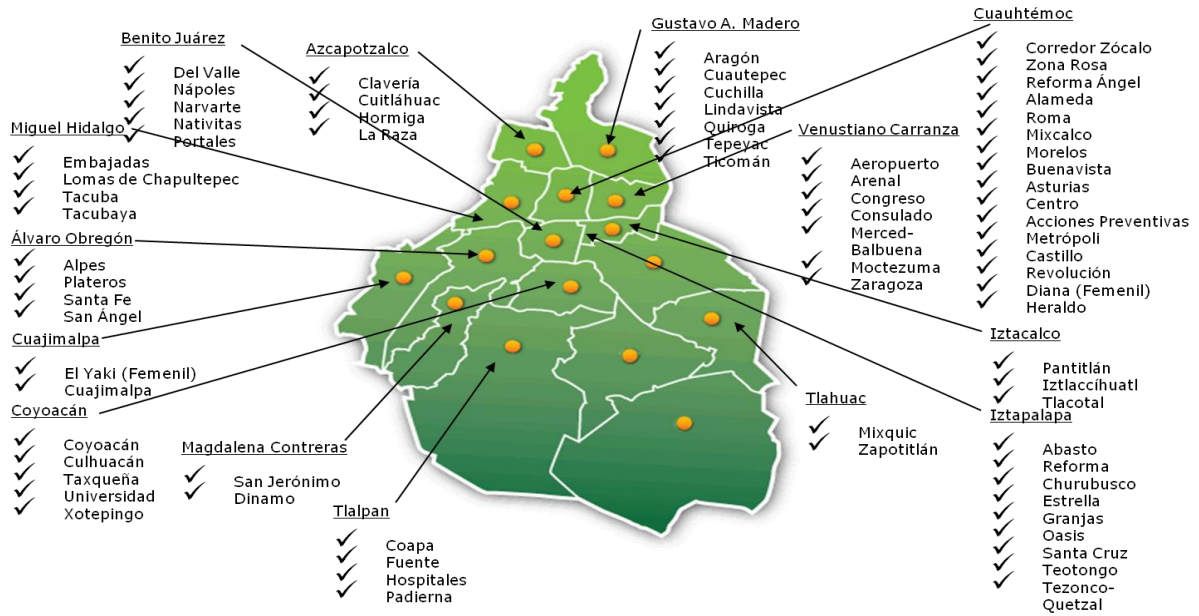 Benito Juárez
Del Valle
Nápoles
Narvarte
Nativitas
Portales
Azcapotzalco
Clavería
Cuitláhuac
Hormiga
La Raza
Gustavo A. Madero
Aragón
Cuautepec
Cuchilla
Lindavista
Quiroga
Tepeyac
Ticomán
Cuauhtémoc
Corredor Zócalo
Zona Rosa
Reforma Ángel
Alameda
Roma
Mixcalco
Morelos
Buenavista
Asturias
Centro
Acciones Preventivas
Metrópoli
Castillo
Revolución
Diana (Femenil)
Heraldo
Miguel Hidalgo
Embajadas
Lomas de Chapultepec
Tacuba
Tacubaya
Venustiano Carranza
Aeropuerto
Arenal
Congreso
Consulado
Merced-
Balbuena
Moctezuma
Zaragoza
Álvaro Obregón
Alpes
Plateros
Santa Fe
San Ángel
Cuajimalpa
El Yaki (Femenil)
Cuajimalpa
Iztacalco
Pantitlán
Iztlaccíhuatl
Tlacotal
Coyoacán
Coyoacán
Culhuacán
Taxqueña
Universidad
Xotepingo
Magdalena Contreras
San Jerónimo
Dinamo
Tlalpan
Coapa
Fuente
Hospitales
Padierna
Tlahuac
Mixquic
Zapotitlán
Iztapalapa
Abasto
Reforma
Churubusco
Estrella
Granjas
Oasis
Santa Cruz
Teotongo
Tezonco-
Quetzal